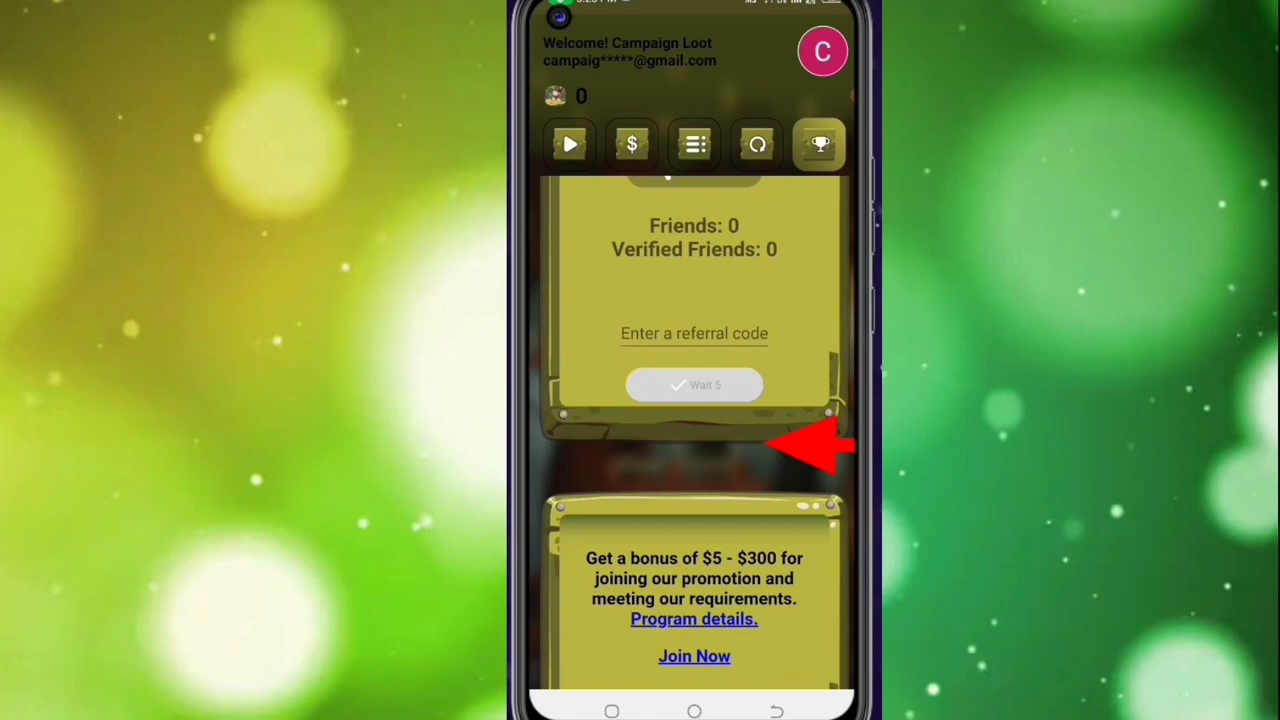 Welcome! Campaign Loot
campaig*****@gmail.com
C
0
$
Friends: 0
Verified Friends: 0
Enter a referral code
Wait 5
Get a bonus of $5 - $300 for
joining our promotion and
meeting our requirements.
Program details.
Join Now